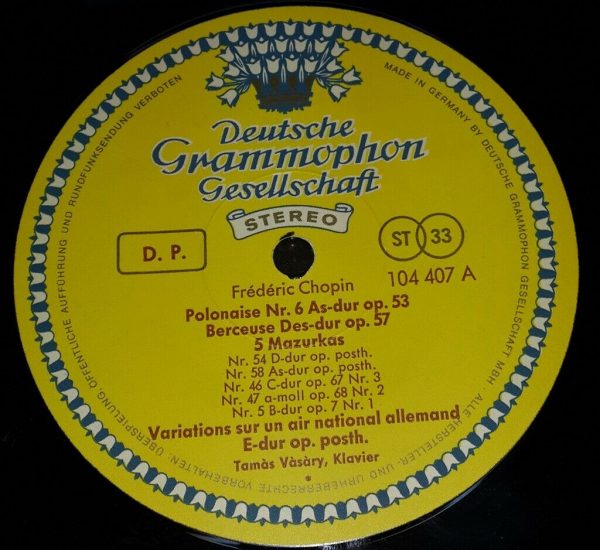 Deutsche
Grammophon
Gesellschaft
STEREO
D. P.
ST 33
Frédéric Chopin
104 407 A
Polonaise Nr. 6 As-dur op. 53
Berceuse Des-dur op. 57
5 Mazurkas
Nr. 54 D-dur op. posth.
Nr. 58 As-dur op. posth.
Nr. 46 C-dur op. 67 Nr. 3
Nr. 47 a-moll op. 68 Nr. 2
Nr. 5 B-dur op. 7 Nr. 1
Variations sur un air national allemand
E-dur op. posth.
Tamàs Vàsàry, Klavier
*
MADE IN GERMANY BY DEUTSCHE GRAMMOPHON GESELLSCHAFT MBH. ALLE HERSTELLER- UND URHEBERRECHTE VORBEHALTEN. ÜBERSPIELUNG, ÖFFENTLICHE AUFFÜHRUNG UND RUNDFUNKSENDUNG VERBOTEN